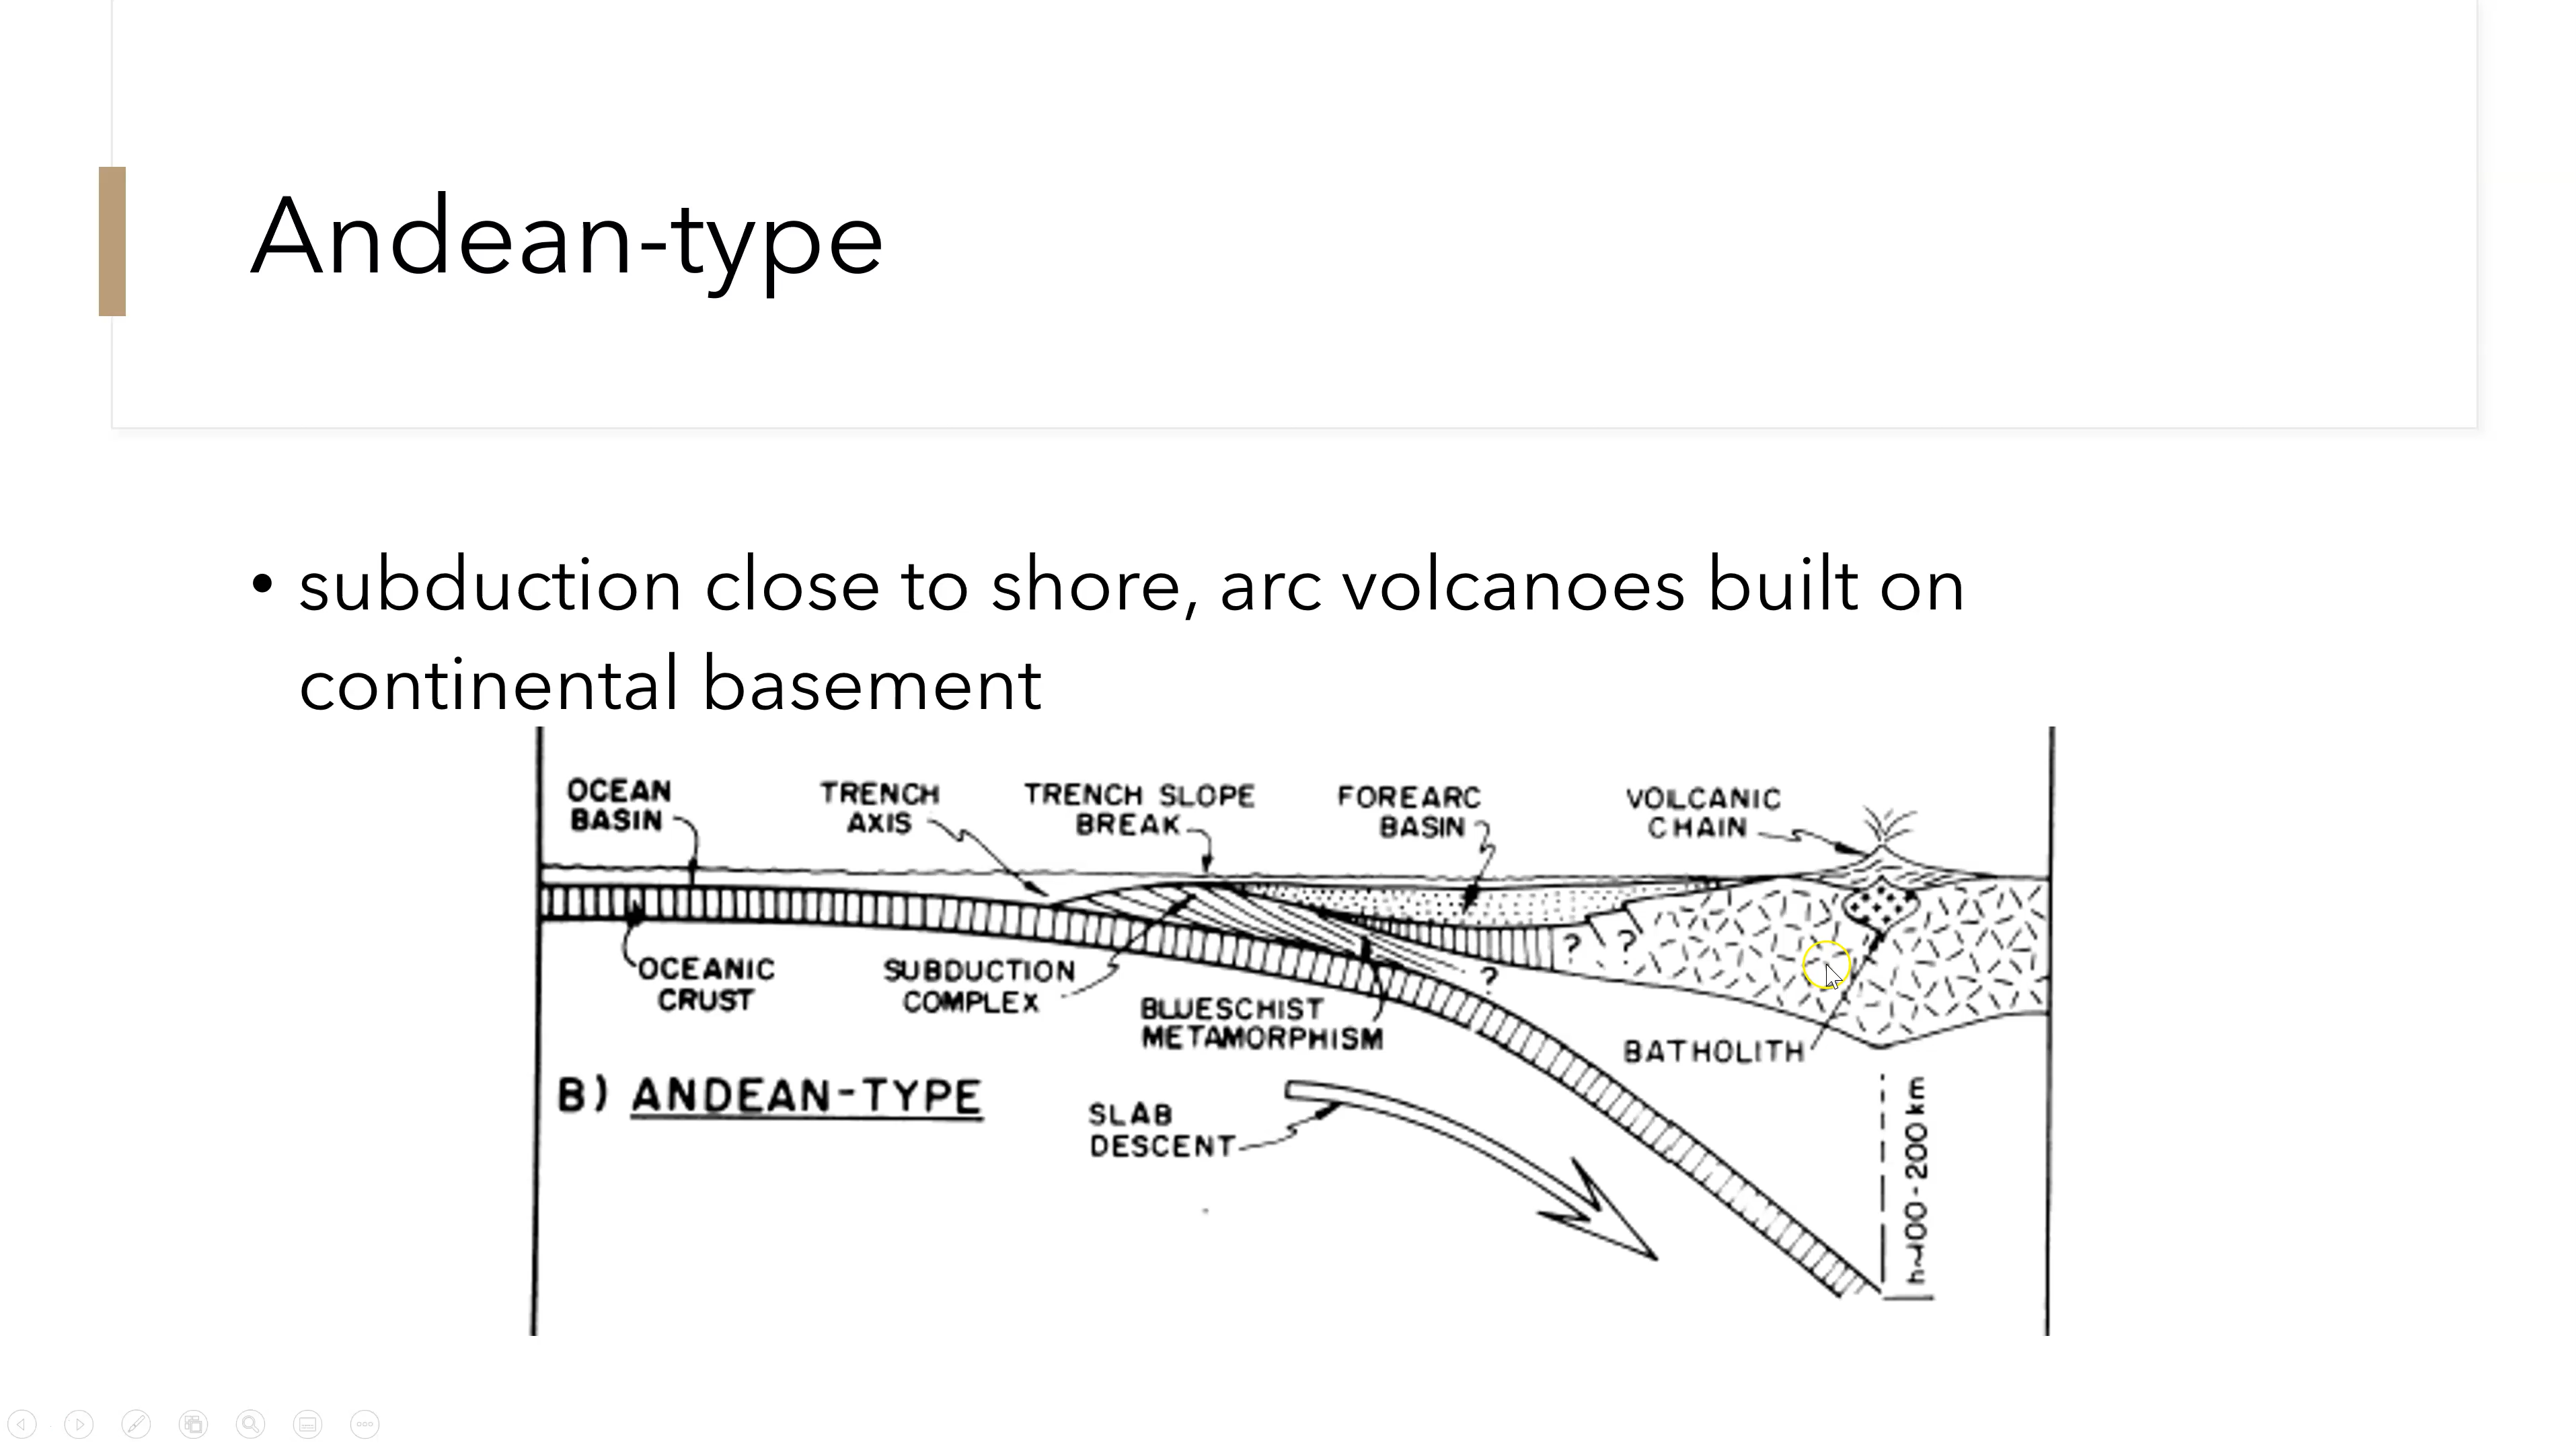 Andean-type
• subduction close to shore, arc volcanoes built on
continental basement
OCEAN
BASIN
TRENCH
AXIS
TRENCH SLOPE
BREAK
FOREARC
BASIN
VOLCANIC
CHAIN
OCEANIC
CRUST
SUBDUCTION
COMPLEX
BLUESCHIST
METAMORPHISM
?
?
?
BATHOLITH
B) ANDEAN-TYPE
SLAB
DESCENT
h~100-200 km